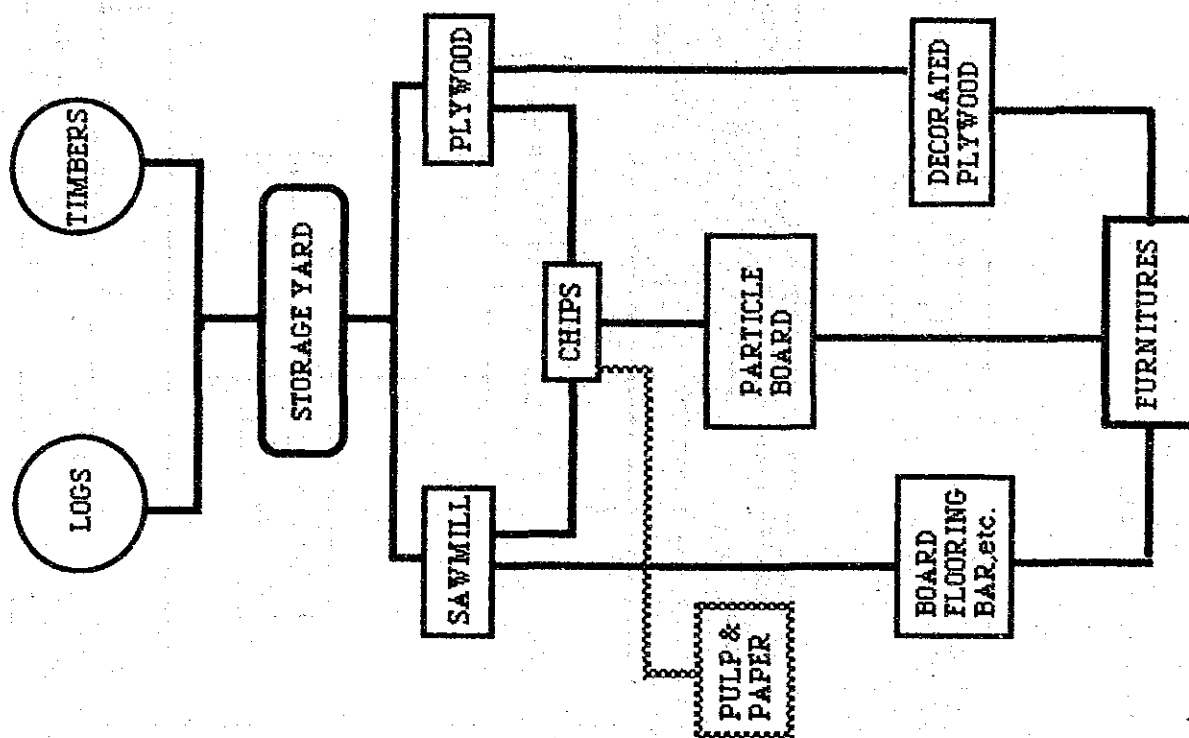 LOGS
TIMBERS
STORAGE YARD
SAWMILL
PLYWOOD
CHIPS
PULP &
PAPER
PARTICLE
BOARD
BOARD
FLOORING
BAR,etc.
DECORATED
PLYWOOD
FURNITURES